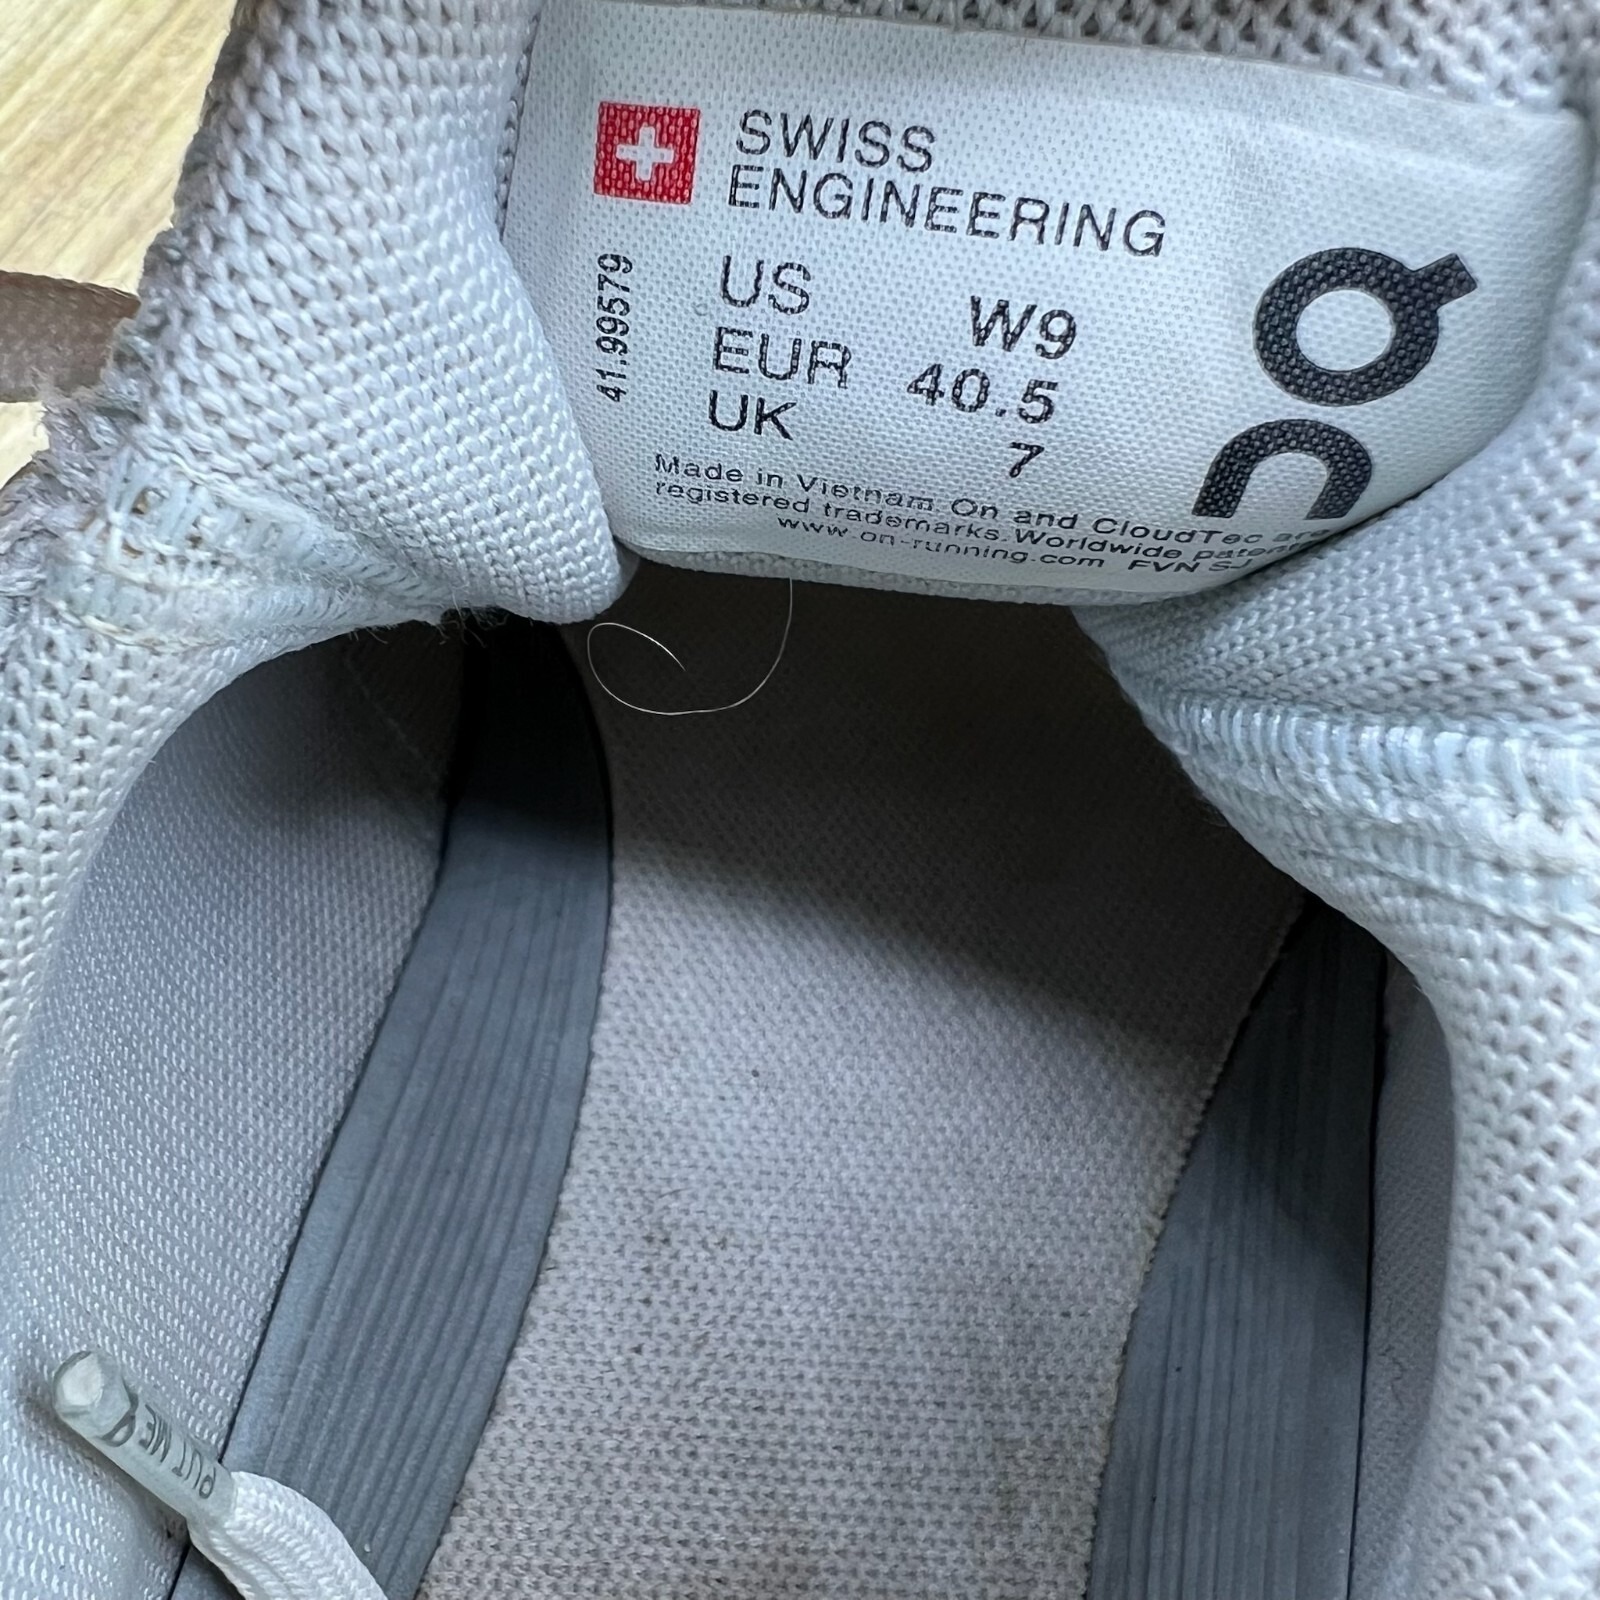 SWISS
ENGINEERING
41.99579
US W9
EUR 40.5
UK 7
Made in Vietnam. On and CloudTec are
registered trademarks. Worldwide
www.on-running.com FVN
On
PUT ME